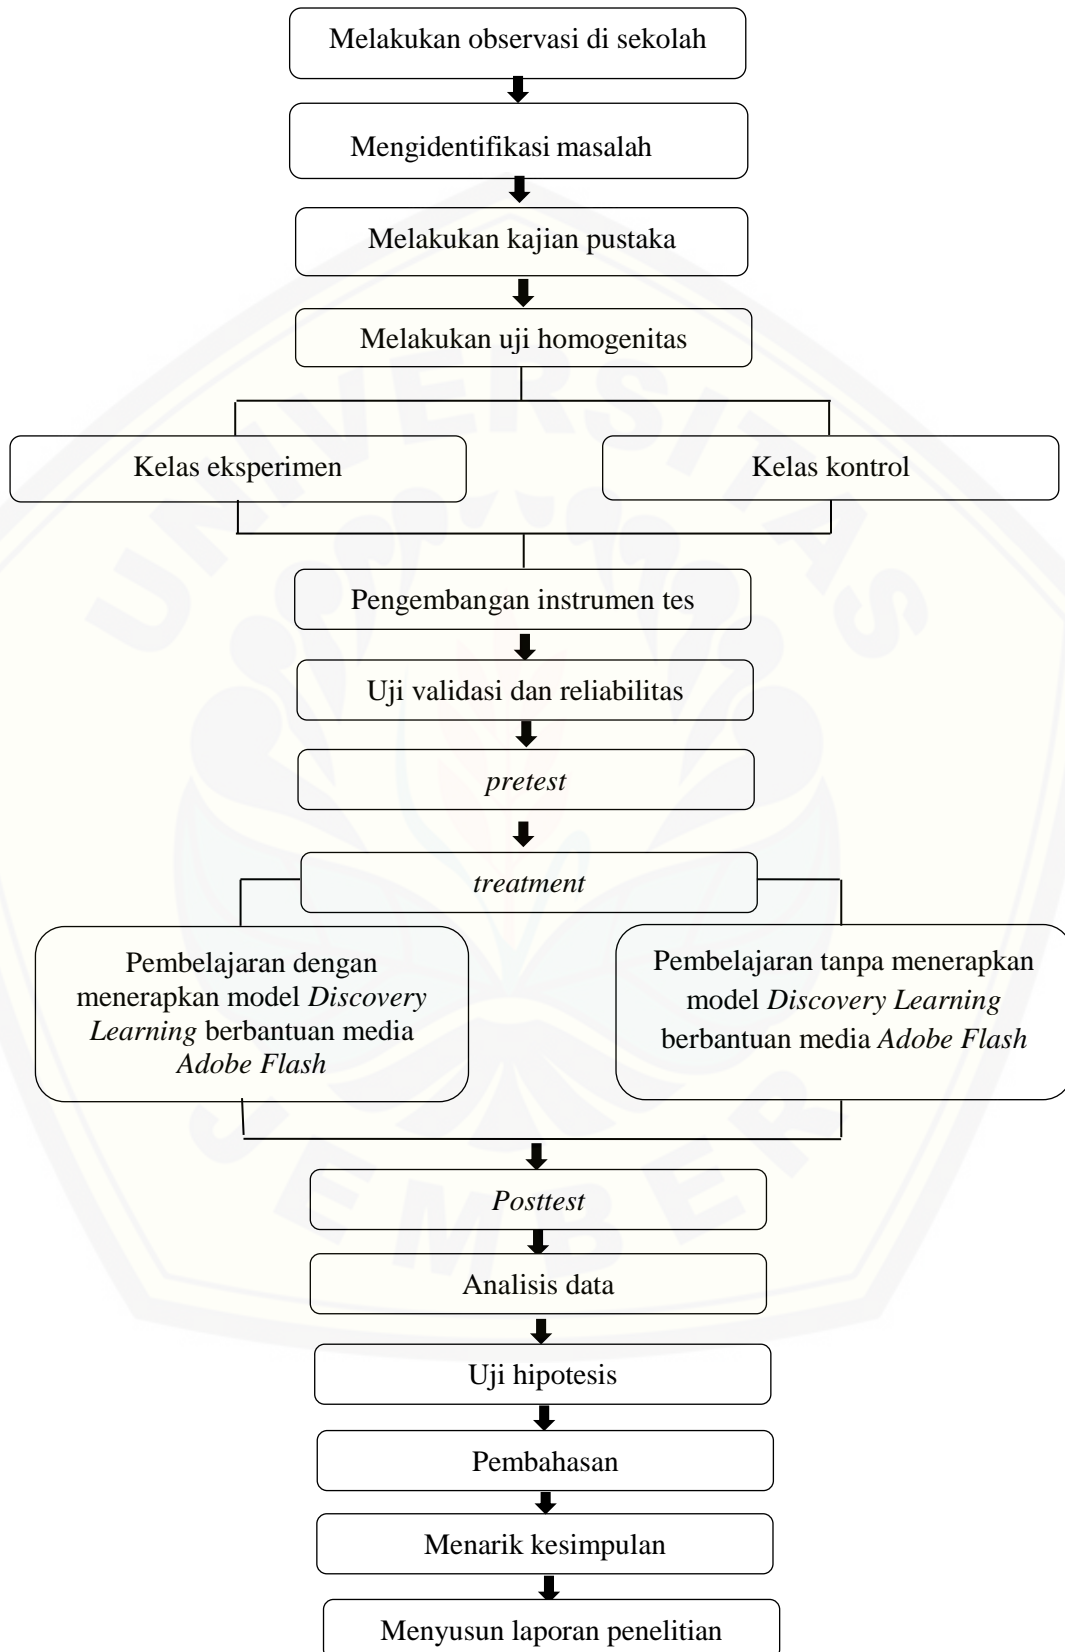 Melakukan observasi di sekolah
Mengidentifikasi masalah
Melakukan kajian pustaka
Melakukan uji homogenitas
Kelas eksperimen
Kelas kontrol
Pengembangan instrumen tes
Uji validasi dan reliabilitas
pretest
treatment
Pembelajaran dengan
menerapkan model Discovery
Learning berbantuan media
Adobe Flash
Pembelajaran tanpa menerapkan
model Discovery Learning
berbantuan media Adobe Flash
Posttest
Analisis data
Uji hipotesis
Pembahasan
Menarik kesimpulan
Menyusun laporan penelitian
UNIVERSITAS
JEMBER